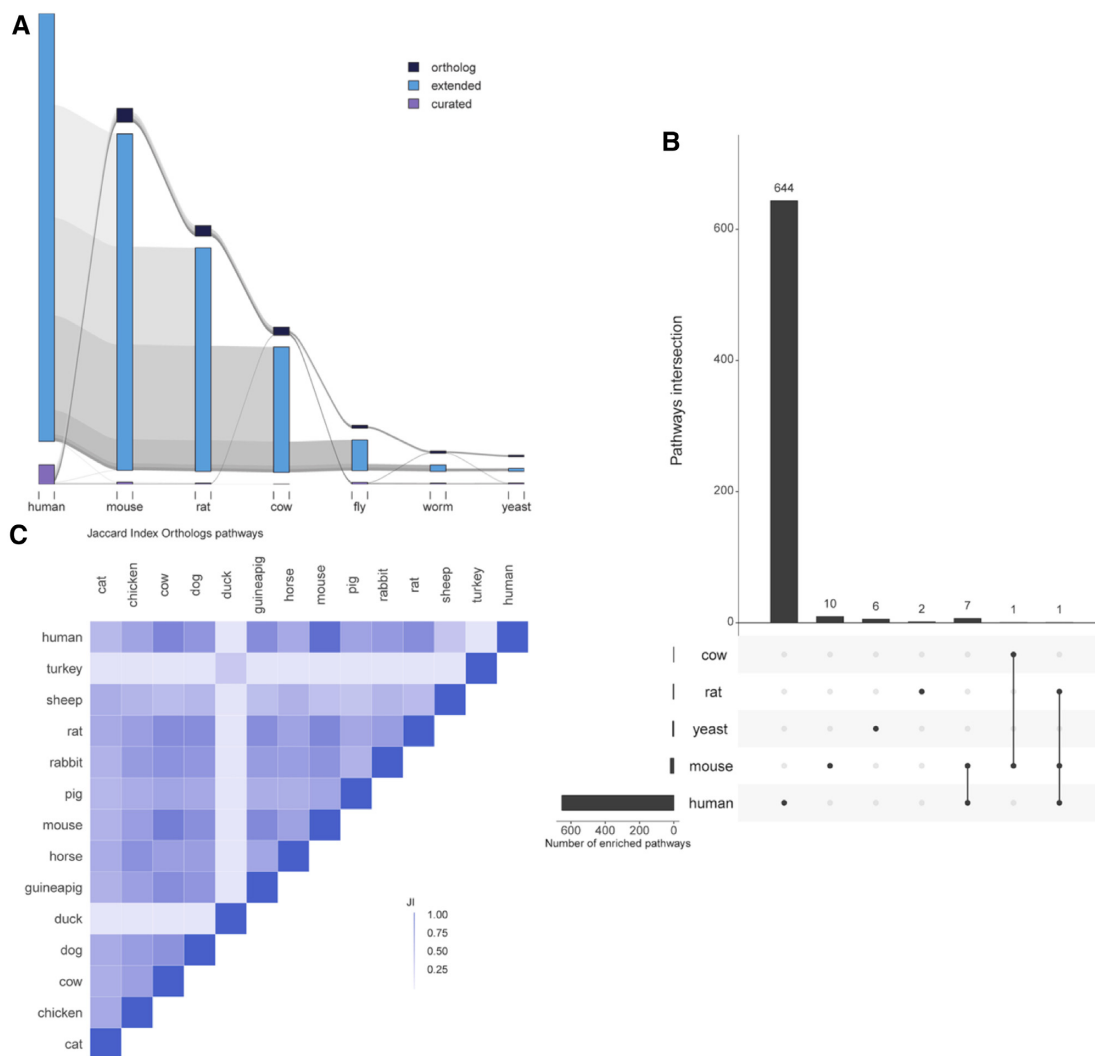 A
ortholog
extended
curated
human mouse rat cow fly worm yeast
B
Pathways intersection
600
400
200
0
644
10
6
2
7
1
1
cow
rat
yeast
mouse
human
600 400 200 0
Number of enriched pathways
C
Jaccard Index Orthologs pathways
cat chicken cow dog duck guineapig horse mouse pig rabbit rat sheep turkey human
human
turkey
sheep
rat
rabbit
pig
mouse
horse
guineapig
duck
dog
cow
chicken
cat
JI
1.00
0.75
0.50
0.25